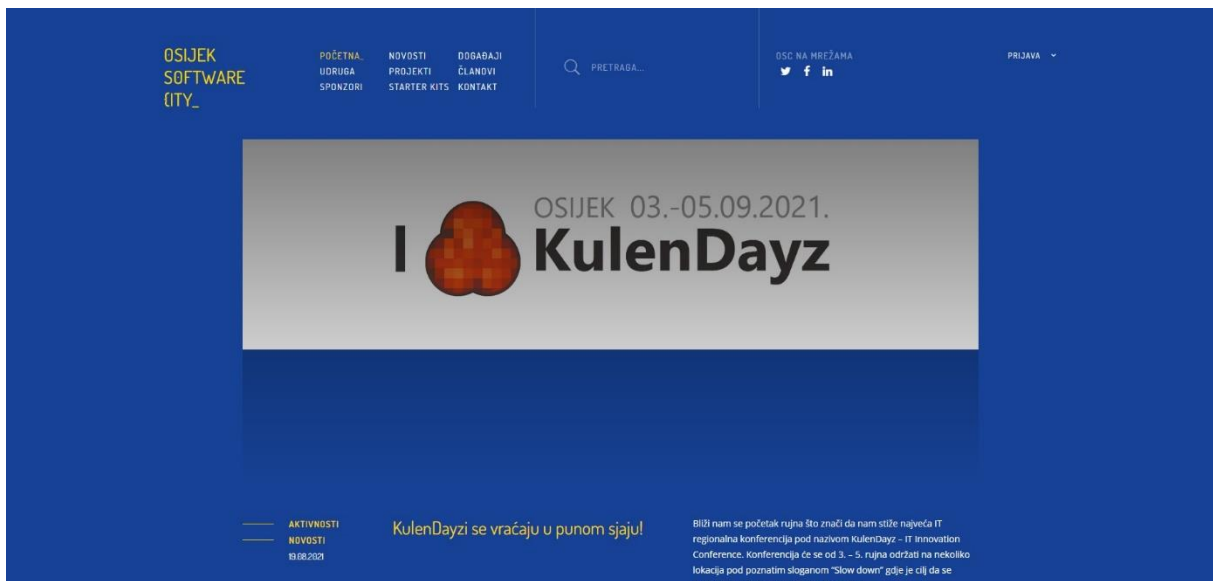 OSIJEK
SOFTWARE
{ITY_
POČETNA_ NOVOSTI DOGAĐAJI
UDRUGA PROJEKTI ČLANOVI
SPONZORI STARTER KITS KONTAKT
PRETRAGA...
OSC NA MREŽAMA
PRIJAVA
OSIJEK 03.-05.09.2021.
I KulenDayz
AKTIVNOSTI
NOVOSTI
19.08.2021
KulenDayzi se vraćaju u punom sjaju!
Bliži nam se početak rujna što znači da nam stiže najveća IT
regionalna konferencija pod nazivom KulenDayz – IT Innovation
Conference. Konferencija će se od 3. – 5. rujna održati na nekoliko
lokacija pod poznatim sloganom “Slow down” gdje je cilj da se